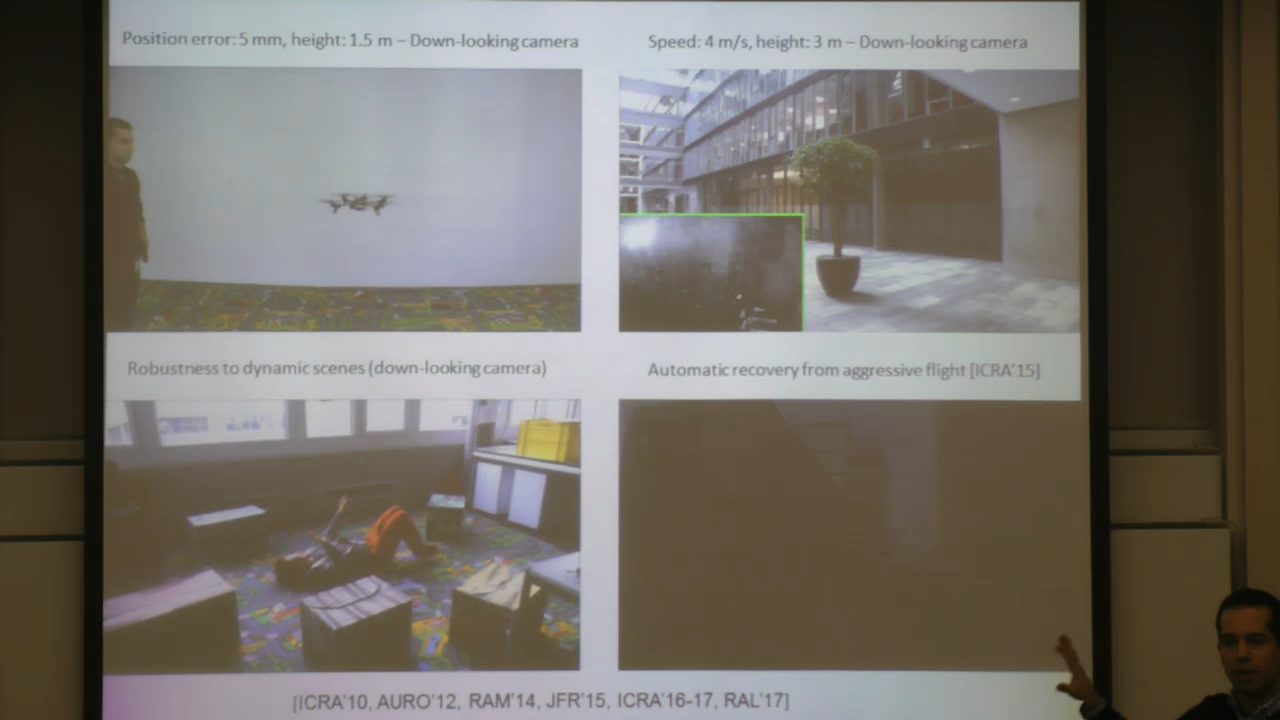 Position error: 5 mm, height: 1.5 m – Down-looking camera
Speed: 4 m/s, height: 3 m – Down-looking camera
Robustness to dynamic scenes (down-looking camera)
Automatic recovery from aggressive flight [ICRA'15]
[ICRA'10, AURO'12, RAM'14, JFR'15, ICRA'16-17, RAL'17]